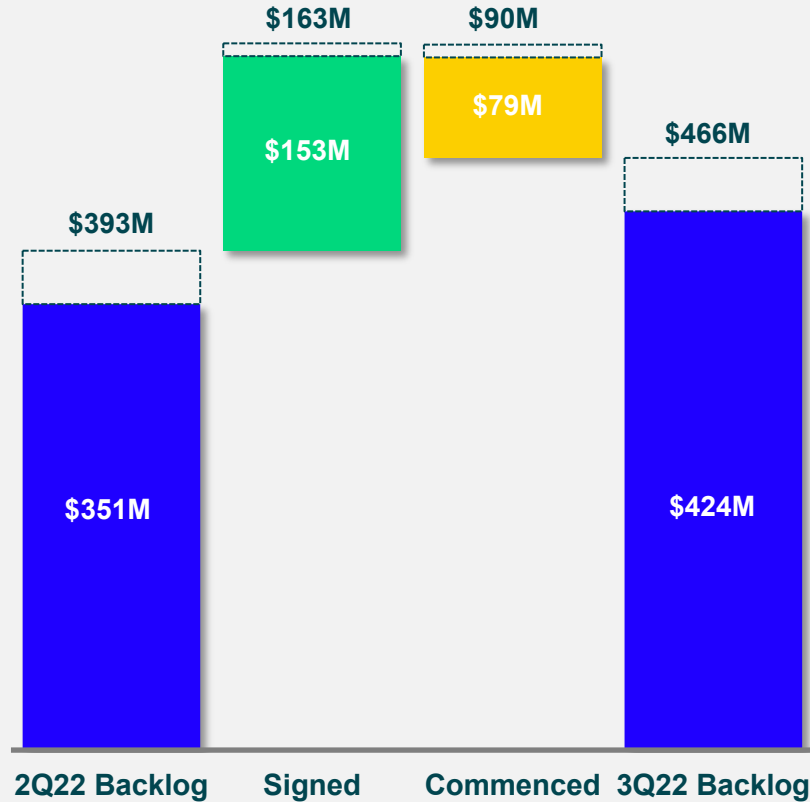 $163M
$90M
$153M
$79M
$466M
$393M
$351M
$424M
2Q22 Backlog
Signed
Commenced
3Q22 Backlog